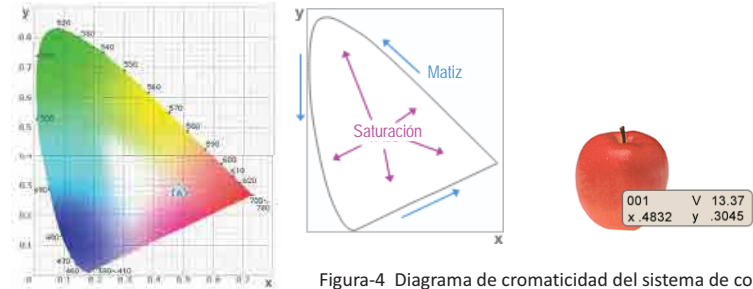 y
520
530
540
550
560
570
580
590
600
610
620
500
490
480
470
460
380~410
780
0.8
0.7
0.6
0.5
0.4
0.3
0.2
0.1
x
(A)
y
Matiz
Saturación
x
001 V 13.37
x .4832 y .3045
Figura-4 Diagrama de cromaticidad del sistema de co